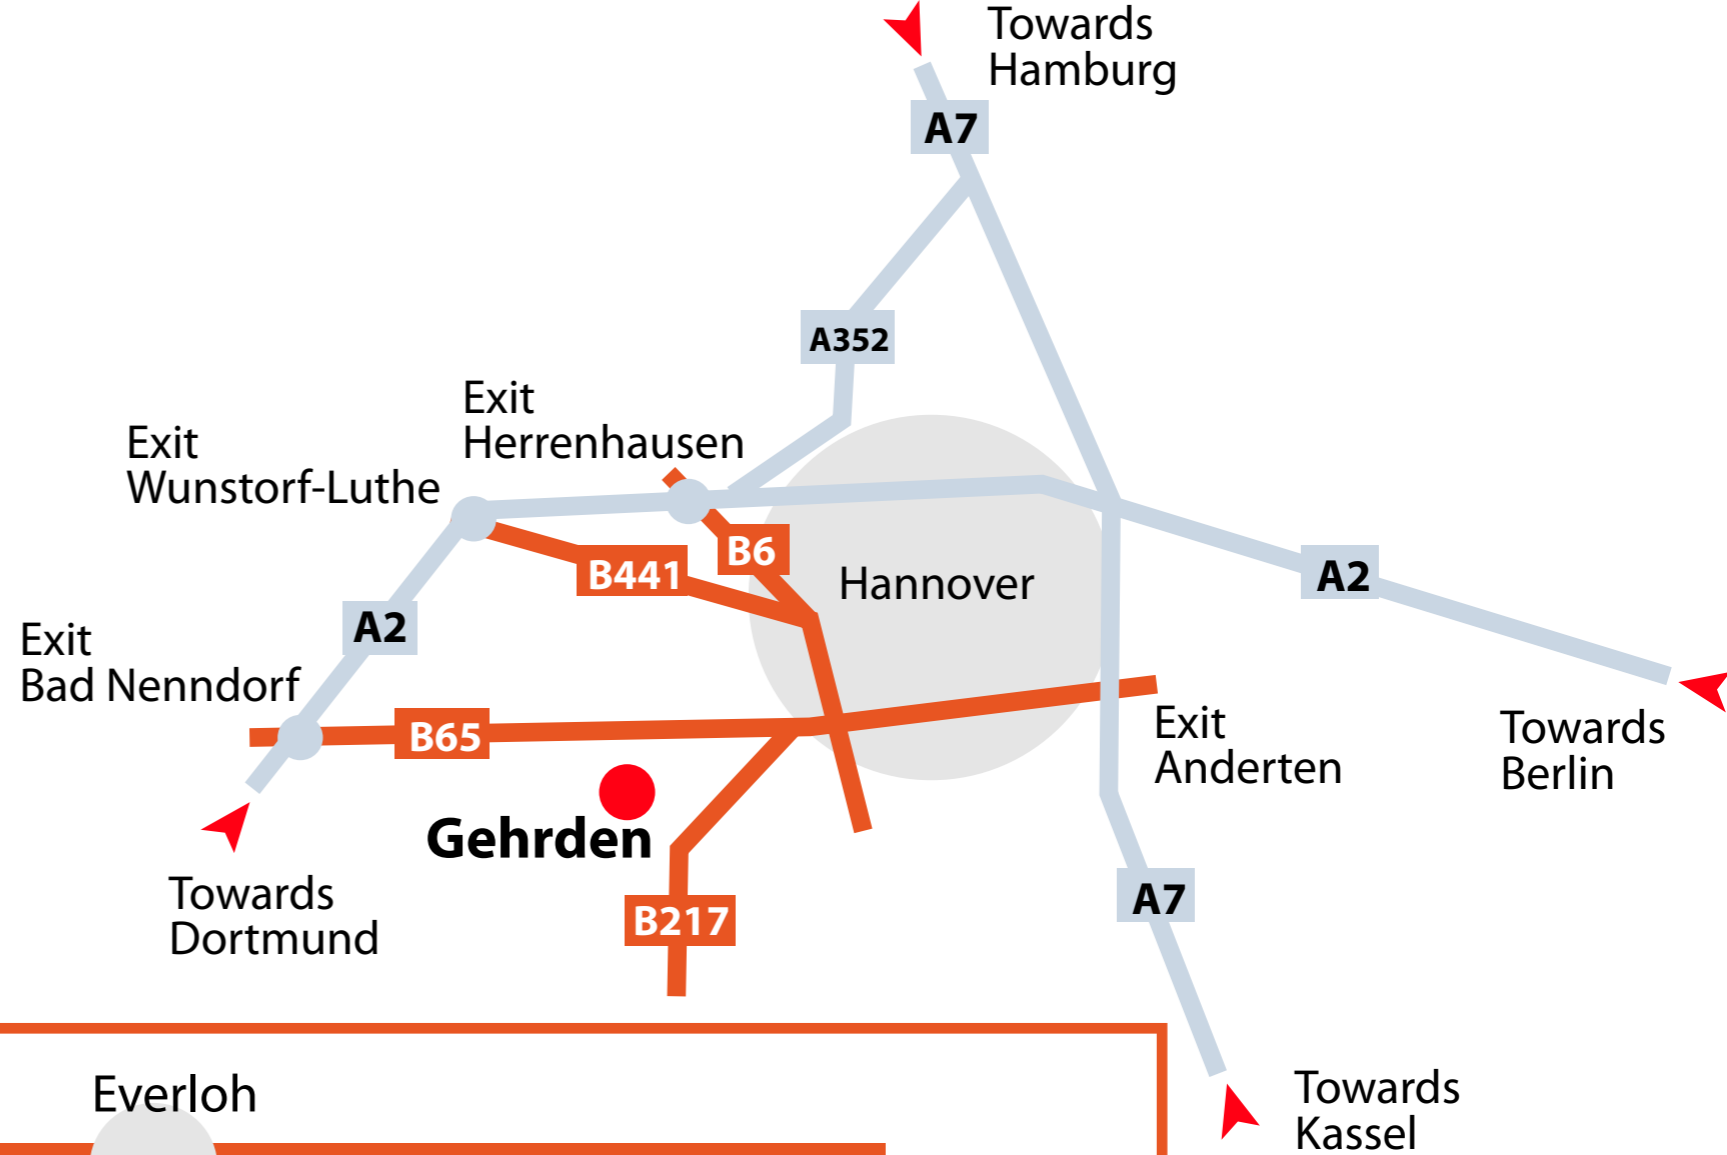 Towards
Hamburg
A7
A352
Exit
Herrenhausen
Exit
Wunstorf-Luthe
B6
B441
Hannover
A2
A2
Exit
Bad Nenndorf
B65
Exit
Anderten
Towards
Berlin
Gehrden
Towards
Dortmund
B217
A7
Everloh
Towards
Kassel